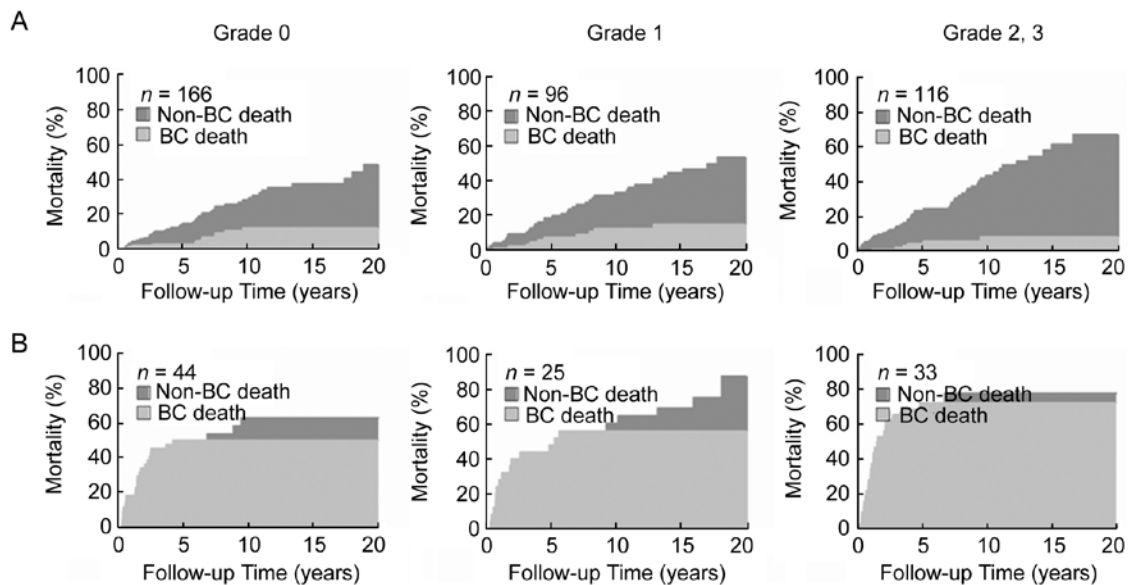 A
Grade 0
Grade 1
Grade 2, 3
Mortality (%)
100
80
60
40
20
0
n = 166
Non-BC death
BC death
0 5 10 15 20
Follow-up Time (years)
Mortality (%)
100
80
60
40
20
0
n = 96
Non-BC death
BC death
0 5 10 15 20
Follow-up Time (years)
Mortality (%)
100
80
60
40
20
0
n = 116
Non-BC death
BC death
0 5 10 15 20
Follow-up Time (years)
B
Mortality (%)
100
80
60
40
20
0
n = 44
Non-BC death
BC death
0 5 10 15 20
Follow-up Time (years)
Mortality (%)
100
80
60
40
20
0
n = 25
Non-BC death
BC death
0 5 10 15 20
Follow-up Time (years)
Mortality (%)
100
80
60
40
20
0
n = 33
Non-BC death
BC death
0 5 10 15 20
Follow-up Time (years)